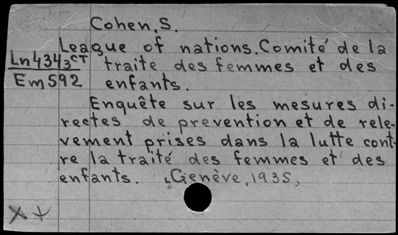 Cohen, S.
League of nations. Comité de la
Ln4343CT traite des femmes et des
Em592 enfants.
Enquête sur les mesures di-
rectes de prevention et de rele-
vement prises dans la lutte cont-
re la traité des femmes et des
enfants. Genève, 1935,